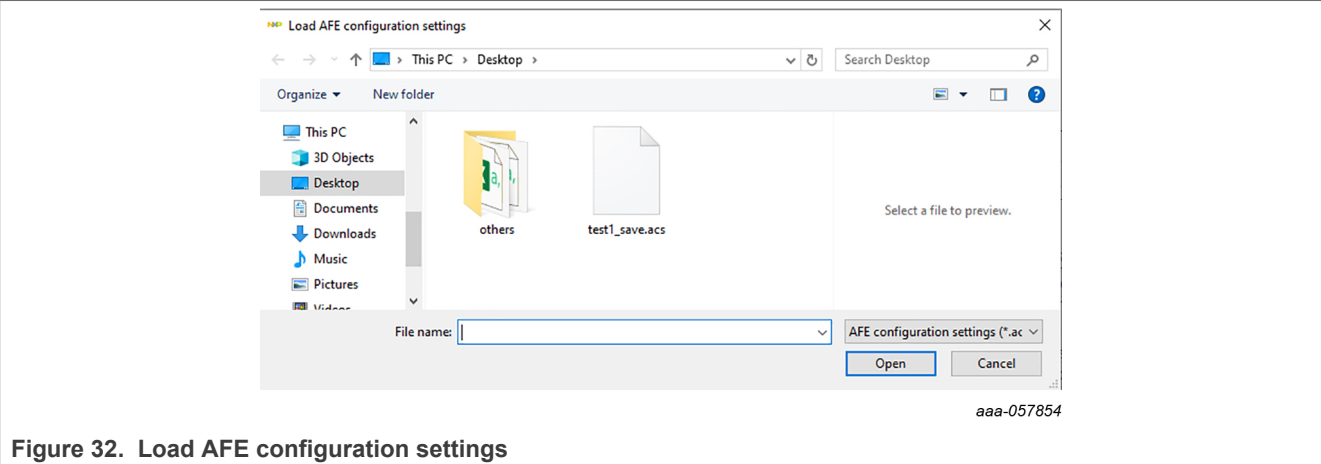 NXP Load AFE configuration settings
This PC > Desktop >
Search Desktop
Organize
New folder
This PC
3D Objects
Desktop
Documents
Downloads
Music
Pictures
Videos
others
test1_save.acs
a,
Select a file to preview.
File name:
AFE configuration settings (*.ac
Open
Cancel
aaa-057854
Figure 32. Load AFE configuration settings